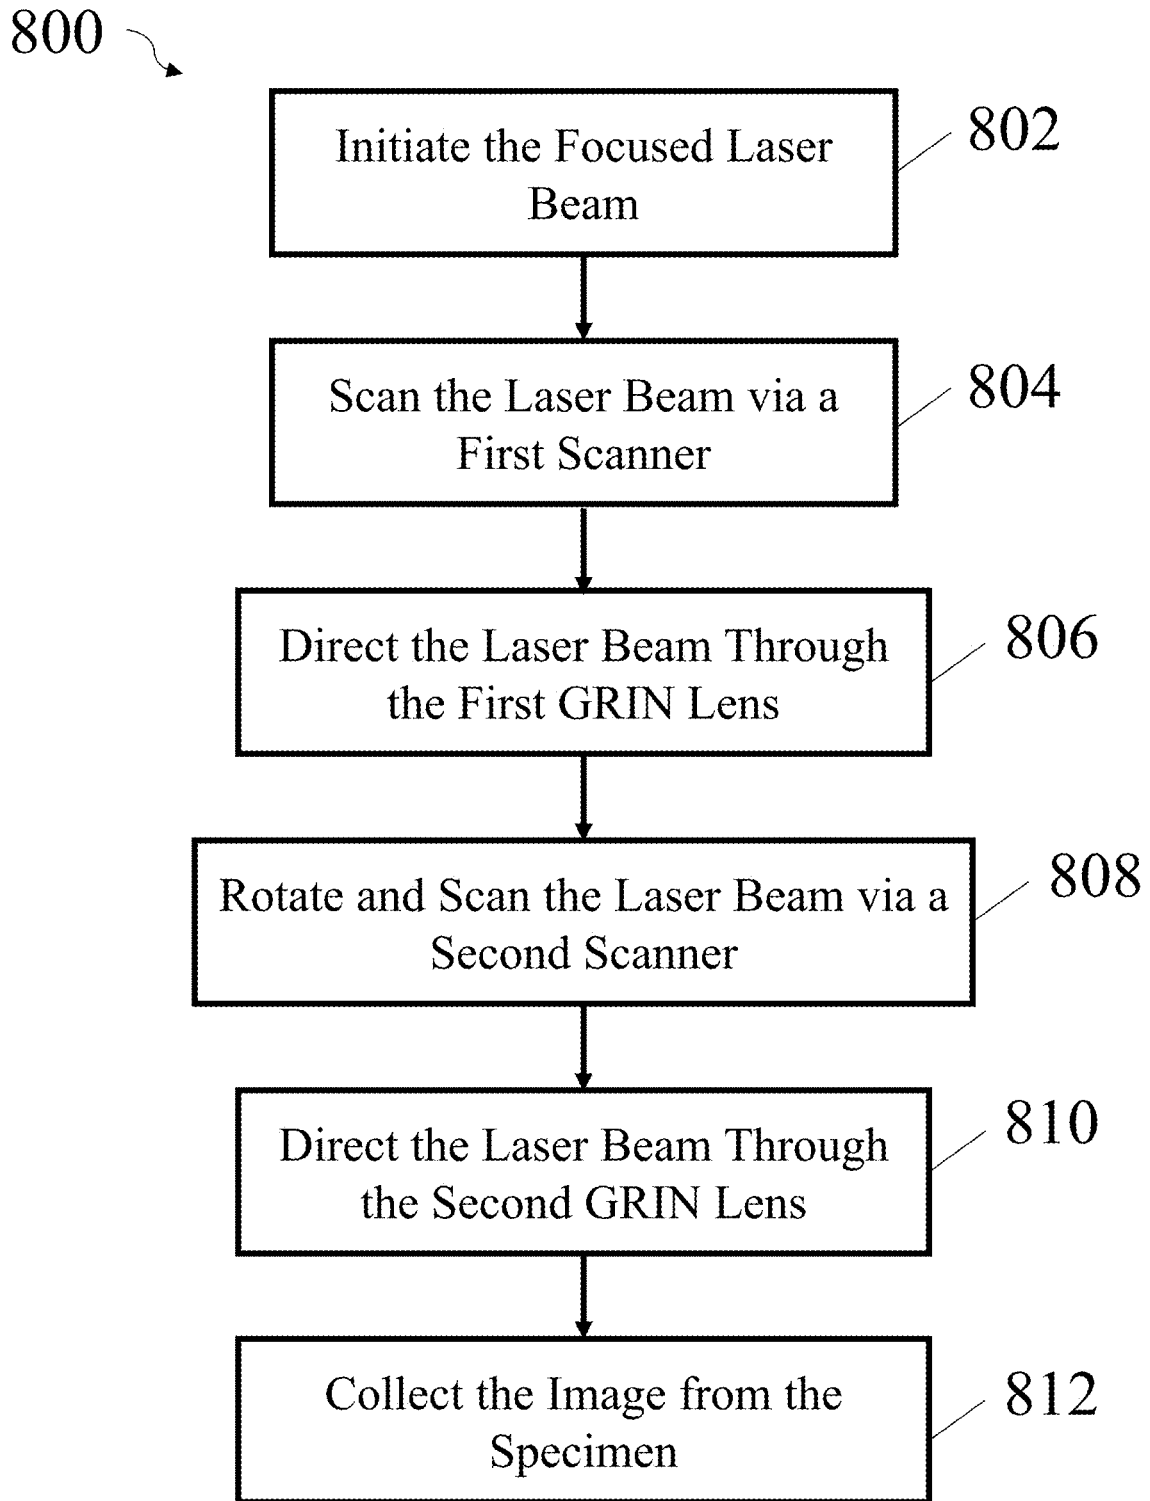 800
Initiate the Focused Laser
Beam
802
Scan the Laser Beam via a
First Scanner
804
Direct the Laser Beam Through
the First GRIN Lens
806
Rotate and Scan the Laser Beam via a
Second Scanner
808
Direct the Laser Beam Through
the Second GRIN Lens
810
Collect the Image from the
Specimen
812